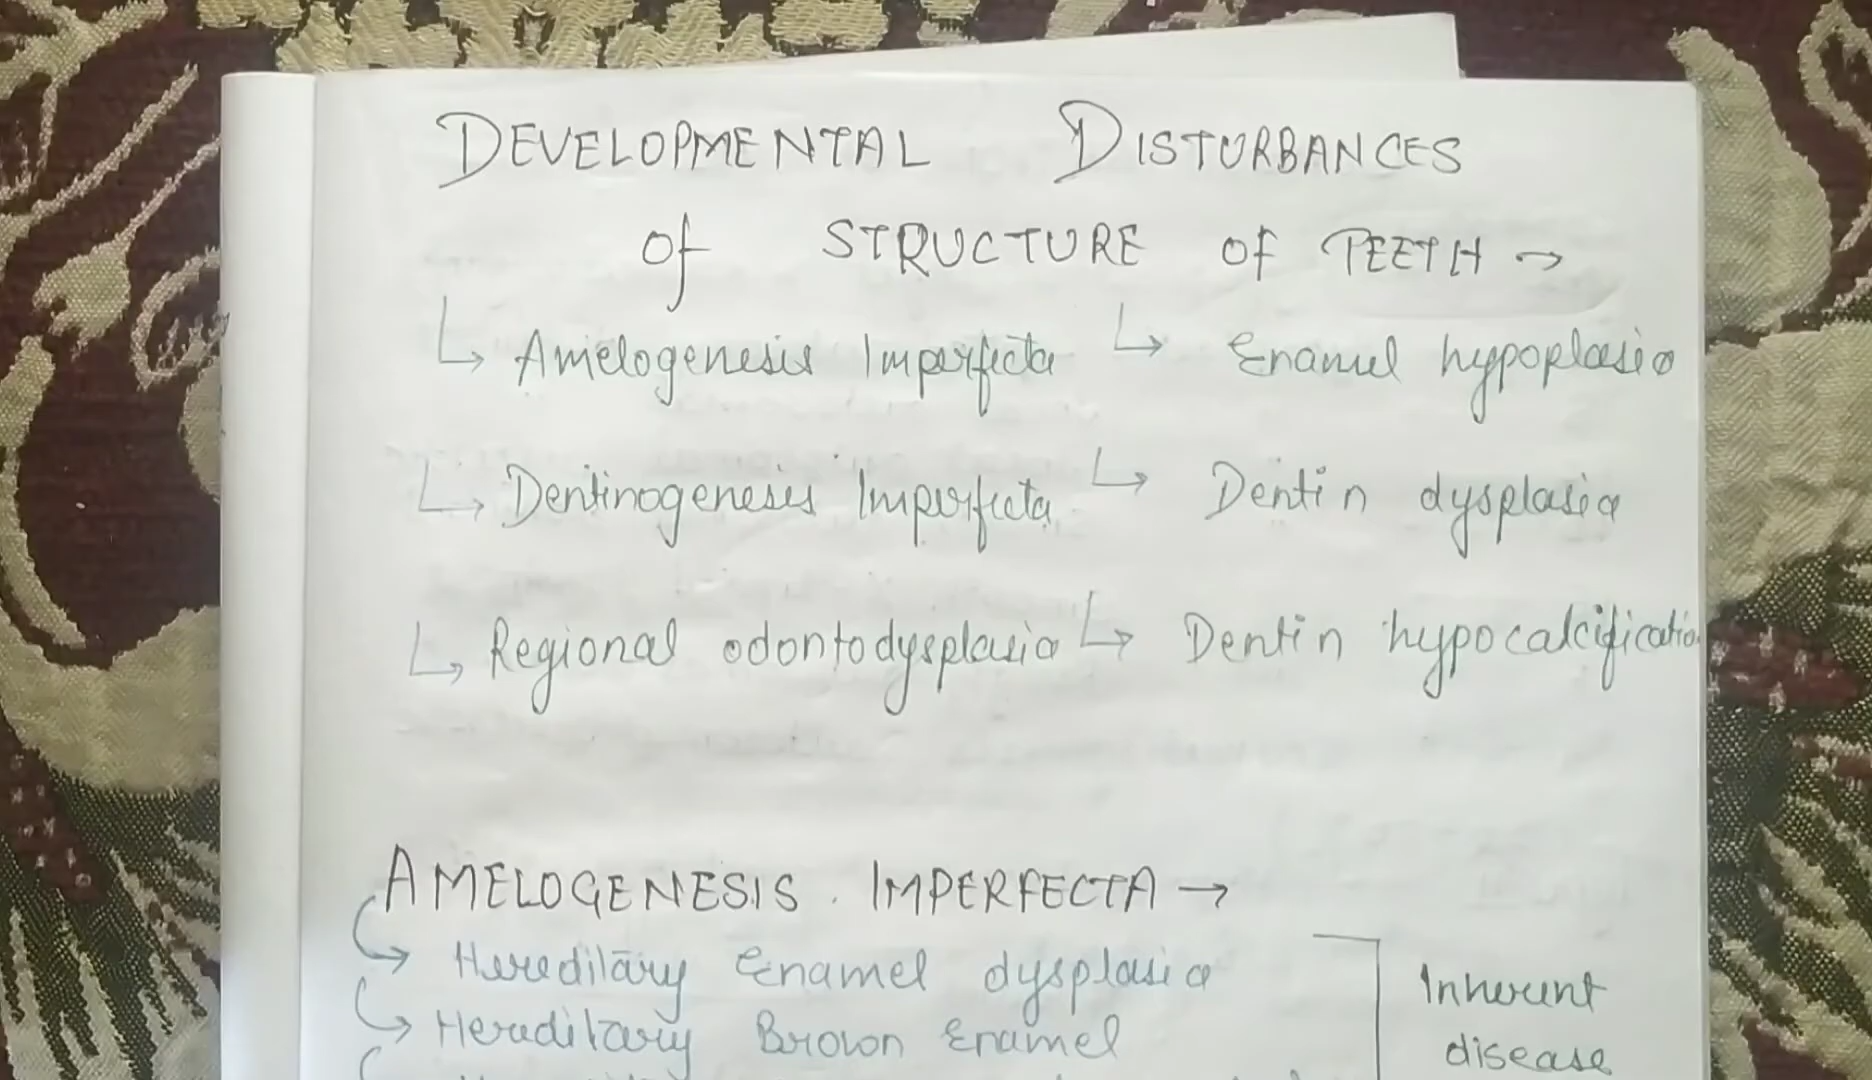 DEVELOPMENTAL DISTURBANCES
of STRUCTURE OF TEETH →
↳ Amelogenesis Imperfecta ↳ Enamel hypoplasia
↳ Dentinogenesis Imperfecta ↳ Dentin dysplasia
↳ Regional odontodysplasia ↳ Dentin hypocalcification
AMELOGENESIS IMPERFECTA →
↳ Hereditary Enamel dysplasia
Inherent
↳ Hereditary Brown Enamel
disease